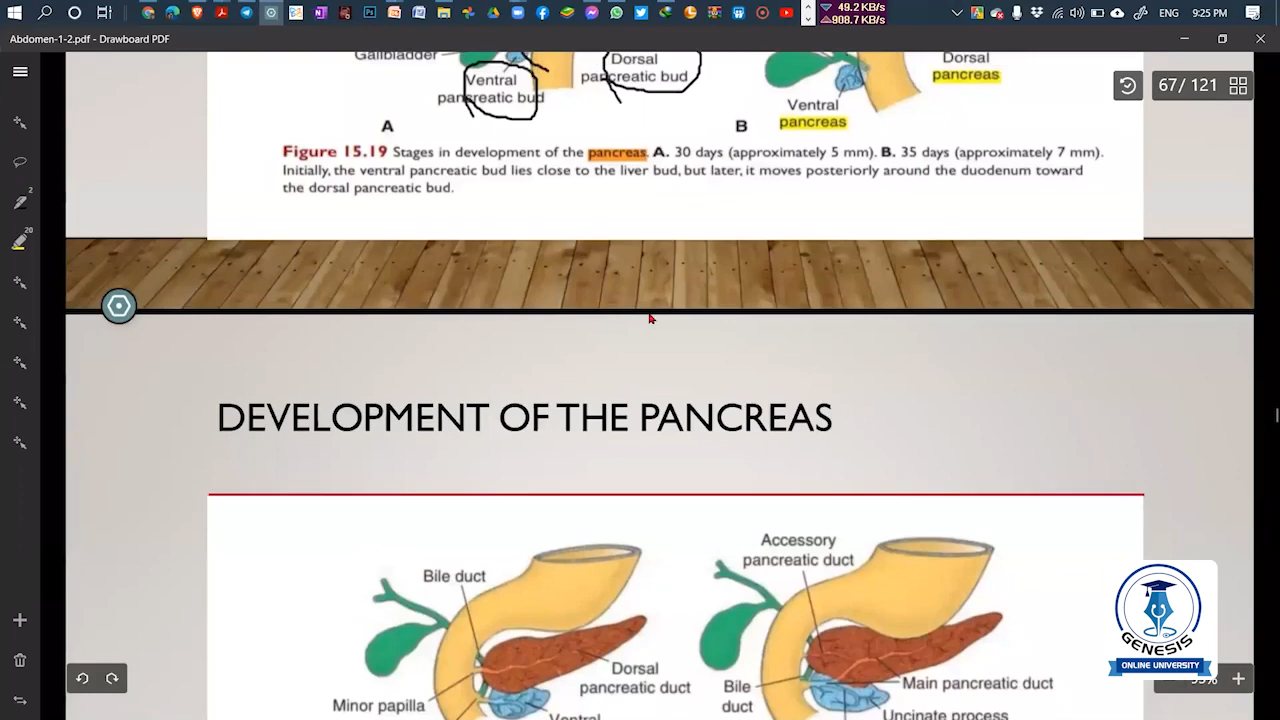 49.2 KB/s
908.7 KB/s
ENG
9:25 PM
Abdomen-1-2.pdf - Drawboard PDF
Gallbladder
Ventral
pancreatic bud
Dorsal
pancreatic bud
Dorsal
pancreas
Ventral
pancreas
67 / 121
A
B
Figure 15.19 Stages in development of the pancreas. A. 30 days (approximately 5 mm). B. 35 days (approximately 7 mm).
Initially, the ventral pancreatic bud lies close to the liver bud, but later, it moves posteriorly around the duodenum toward
the dorsal pancreatic bud.
2
20
DEVELOPMENT OF THE PANCREAS
Bile duct
Accessory
pancreatic duct
Dorsal
pancreatic duct
Minor papilla
Ventral
Bile
duct
Main pancreatic duct
Uncinate process
GENESIS
ONLINE UNIVERSITY